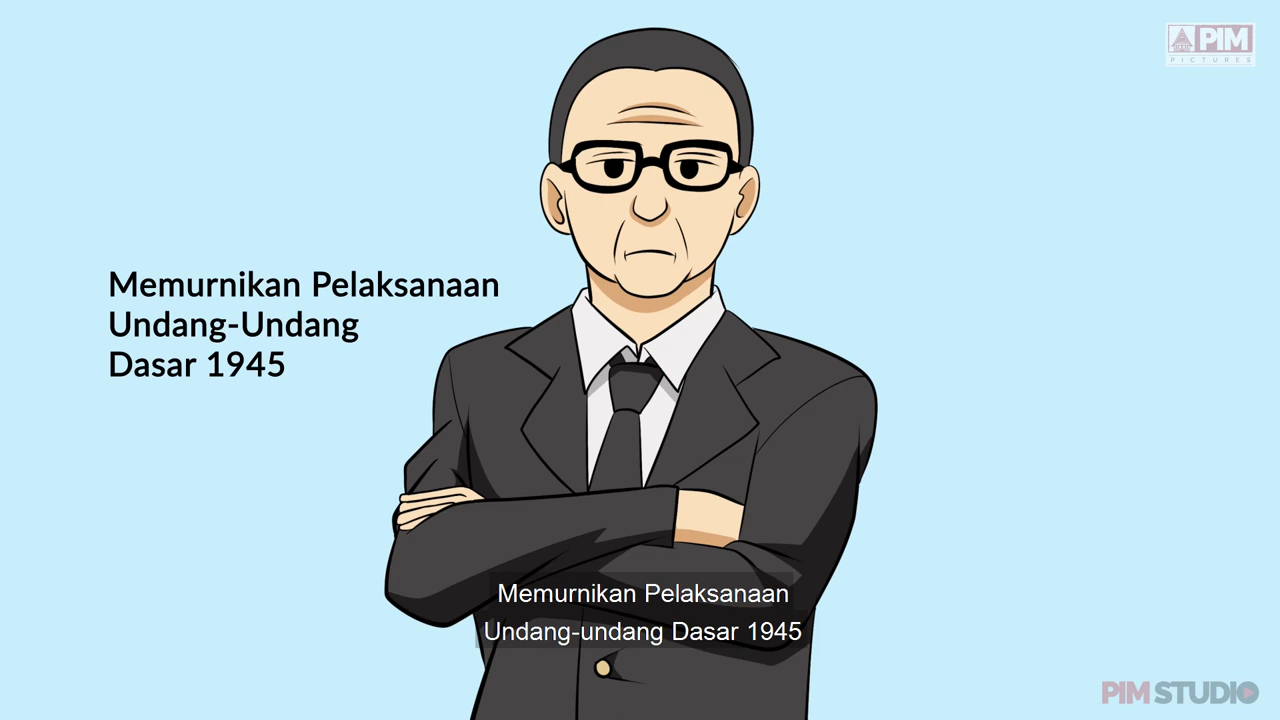 PIM
PICTURES
Memurnikan Pelaksanaan
Undang-Undang
Dasar 1945
Memurnikan Pelaksanaan
Undang-undang Dasar 1945
PIM STUDIO